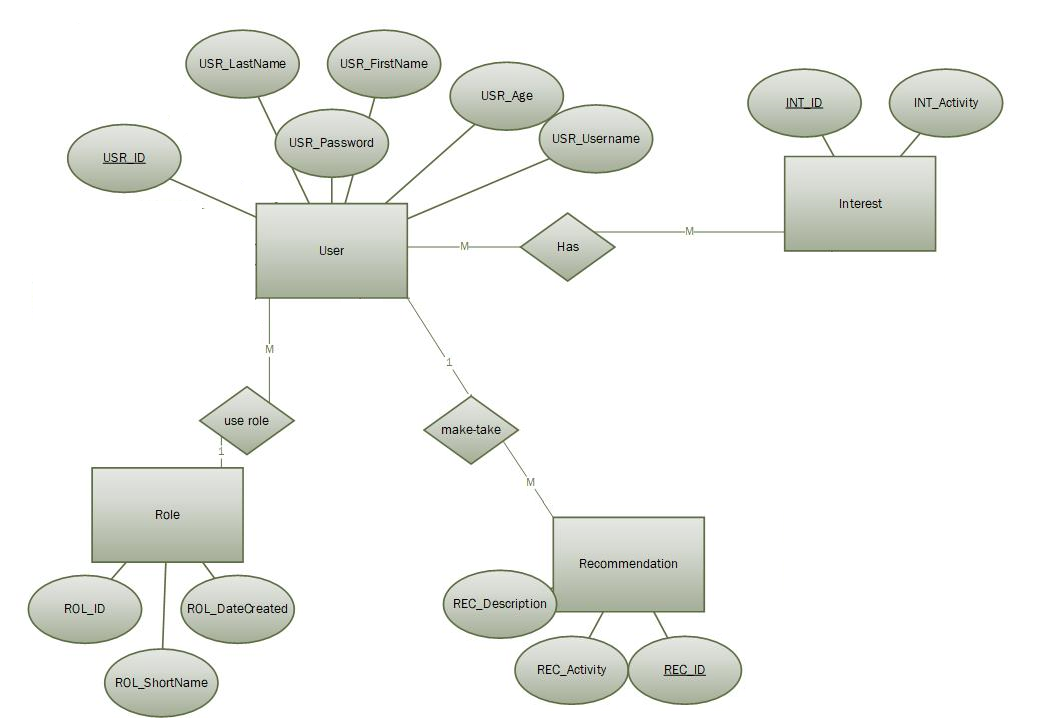 USR_LastName
USR_FirstName
USR_Age
INT_ID
INT_Activity
USR_Password
USR_Username
USR_ID
Interest
User
M
Has
M
M
1
use role
make-take
1
M
Role
Recommendation
REC_Description
ROL_ID
ROL_DateCreated
REC_Activity
REC_ID
ROL_ShortName